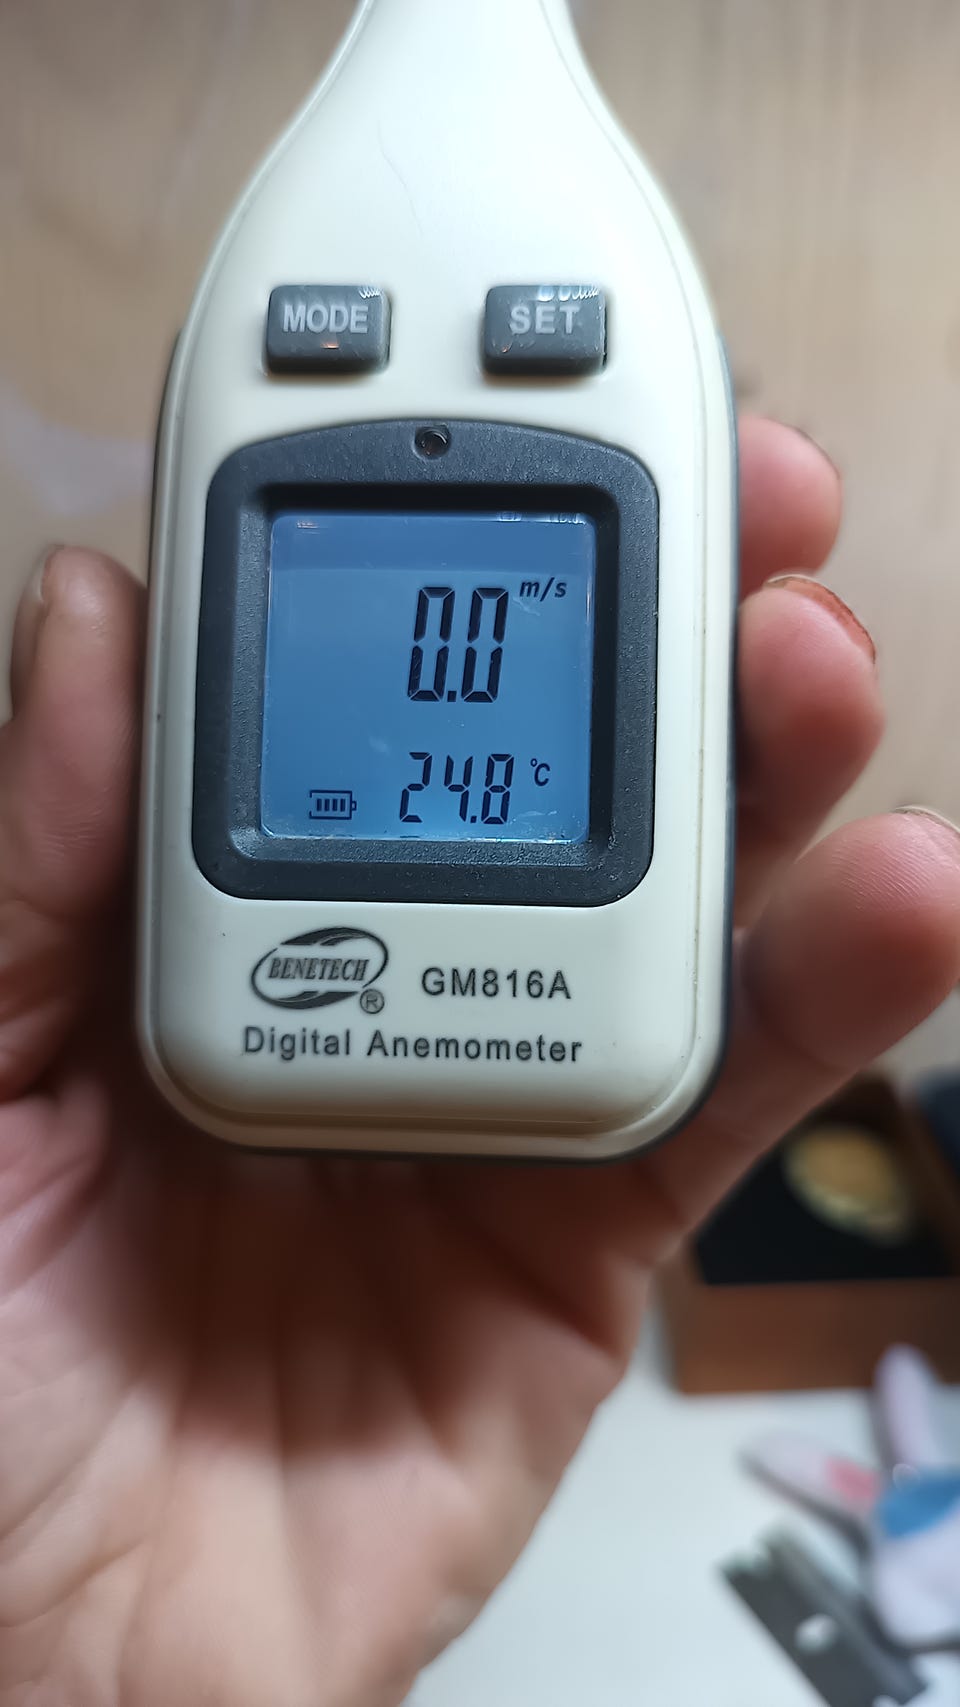 MODE SET
0.0 m/s
24.8 °C
BENETECH ® GM816A
Digital Anemometer